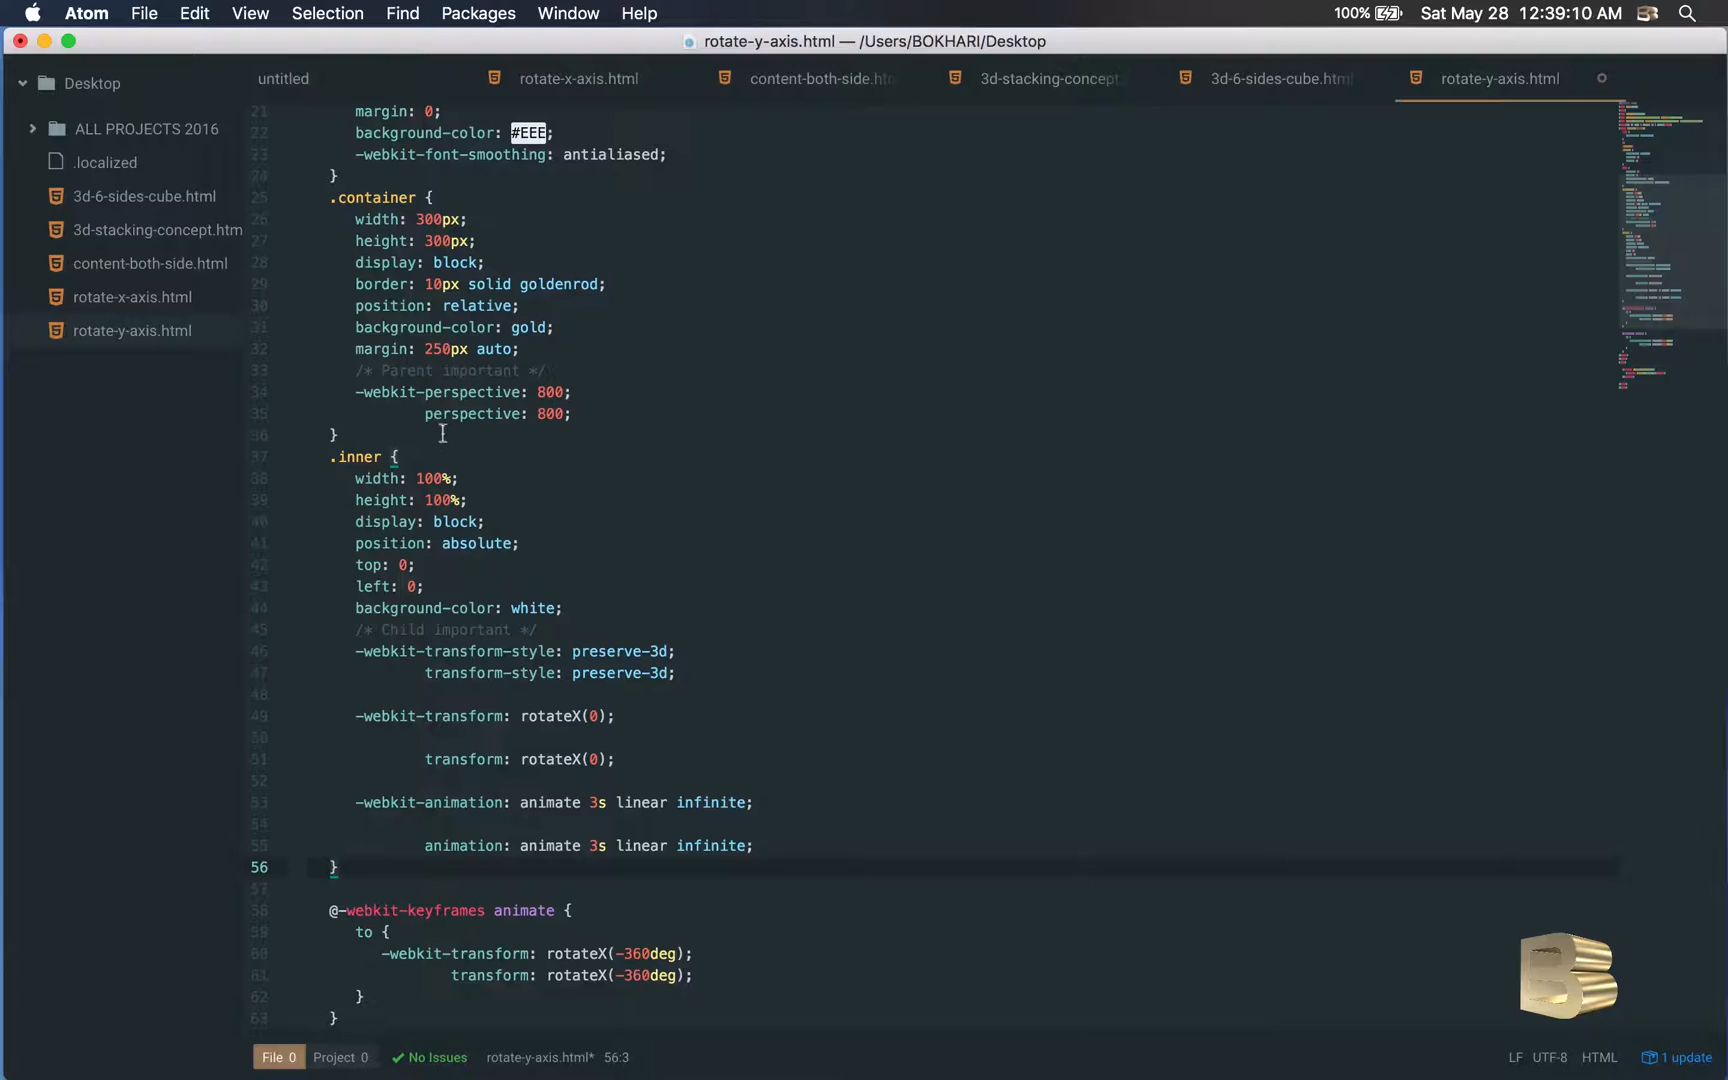 Atom File Edit View Selection Find Packages Window Help 100% Sat May 28 12:39:10 AM
rotate-y-axis.html — /Users/BOKHARI/Desktop
Desktop
ALL PROJECTS 2016
.localized
3d-6-sides-cube.html
3d-stacking-concept.htm
content-both-side.html
rotate-x-axis.html
rotate-y-axis.html
untitled rotate-x-axis.html content-both-side.htm 3d-stacking-concept. 3d-6-sides-cube.html rotate-y-axis.html
21 margin: 0;
22 background-color: #EEE;
23 -webkit-font-smoothing: antialiased;
24 }
25 .container {
26 width: 300px;
27 height: 300px;
28 display: block;
29 border: 10px solid goldenrod;
30 position: relative;
31 background-color: gold;
32 margin: 250px auto;
33 /* Parent important */
34 -webkit-perspective: 800;
35 perspective: 800;
36 }
37 .inner {
38 width: 100%;
39 height: 100%;
40 display: block;
41 position: absolute;
42 top: 0;
43 left: 0;
44 background-color: white;
45 /* Child important */
46 -webkit-transform-style: preserve-3d;
47 transform-style: preserve-3d;
48
49 -webkit-transform: rotateX(0);
50
51 transform: rotateX(0);
52
53 -webkit-animation: animate 3s linear infinite;
54
55 animation: animate 3s linear infinite;
56 }
57
58 @-webkit-keyframes animate {
59 to {
60 -webkit-transform: rotateX(-360deg);
61 transform: rotateX(-360deg);
62 }
63 }
B
File 0 Project 0 No Issues rotate-y-axis.html* 56:3 LF UTF-8 HTML 1 update